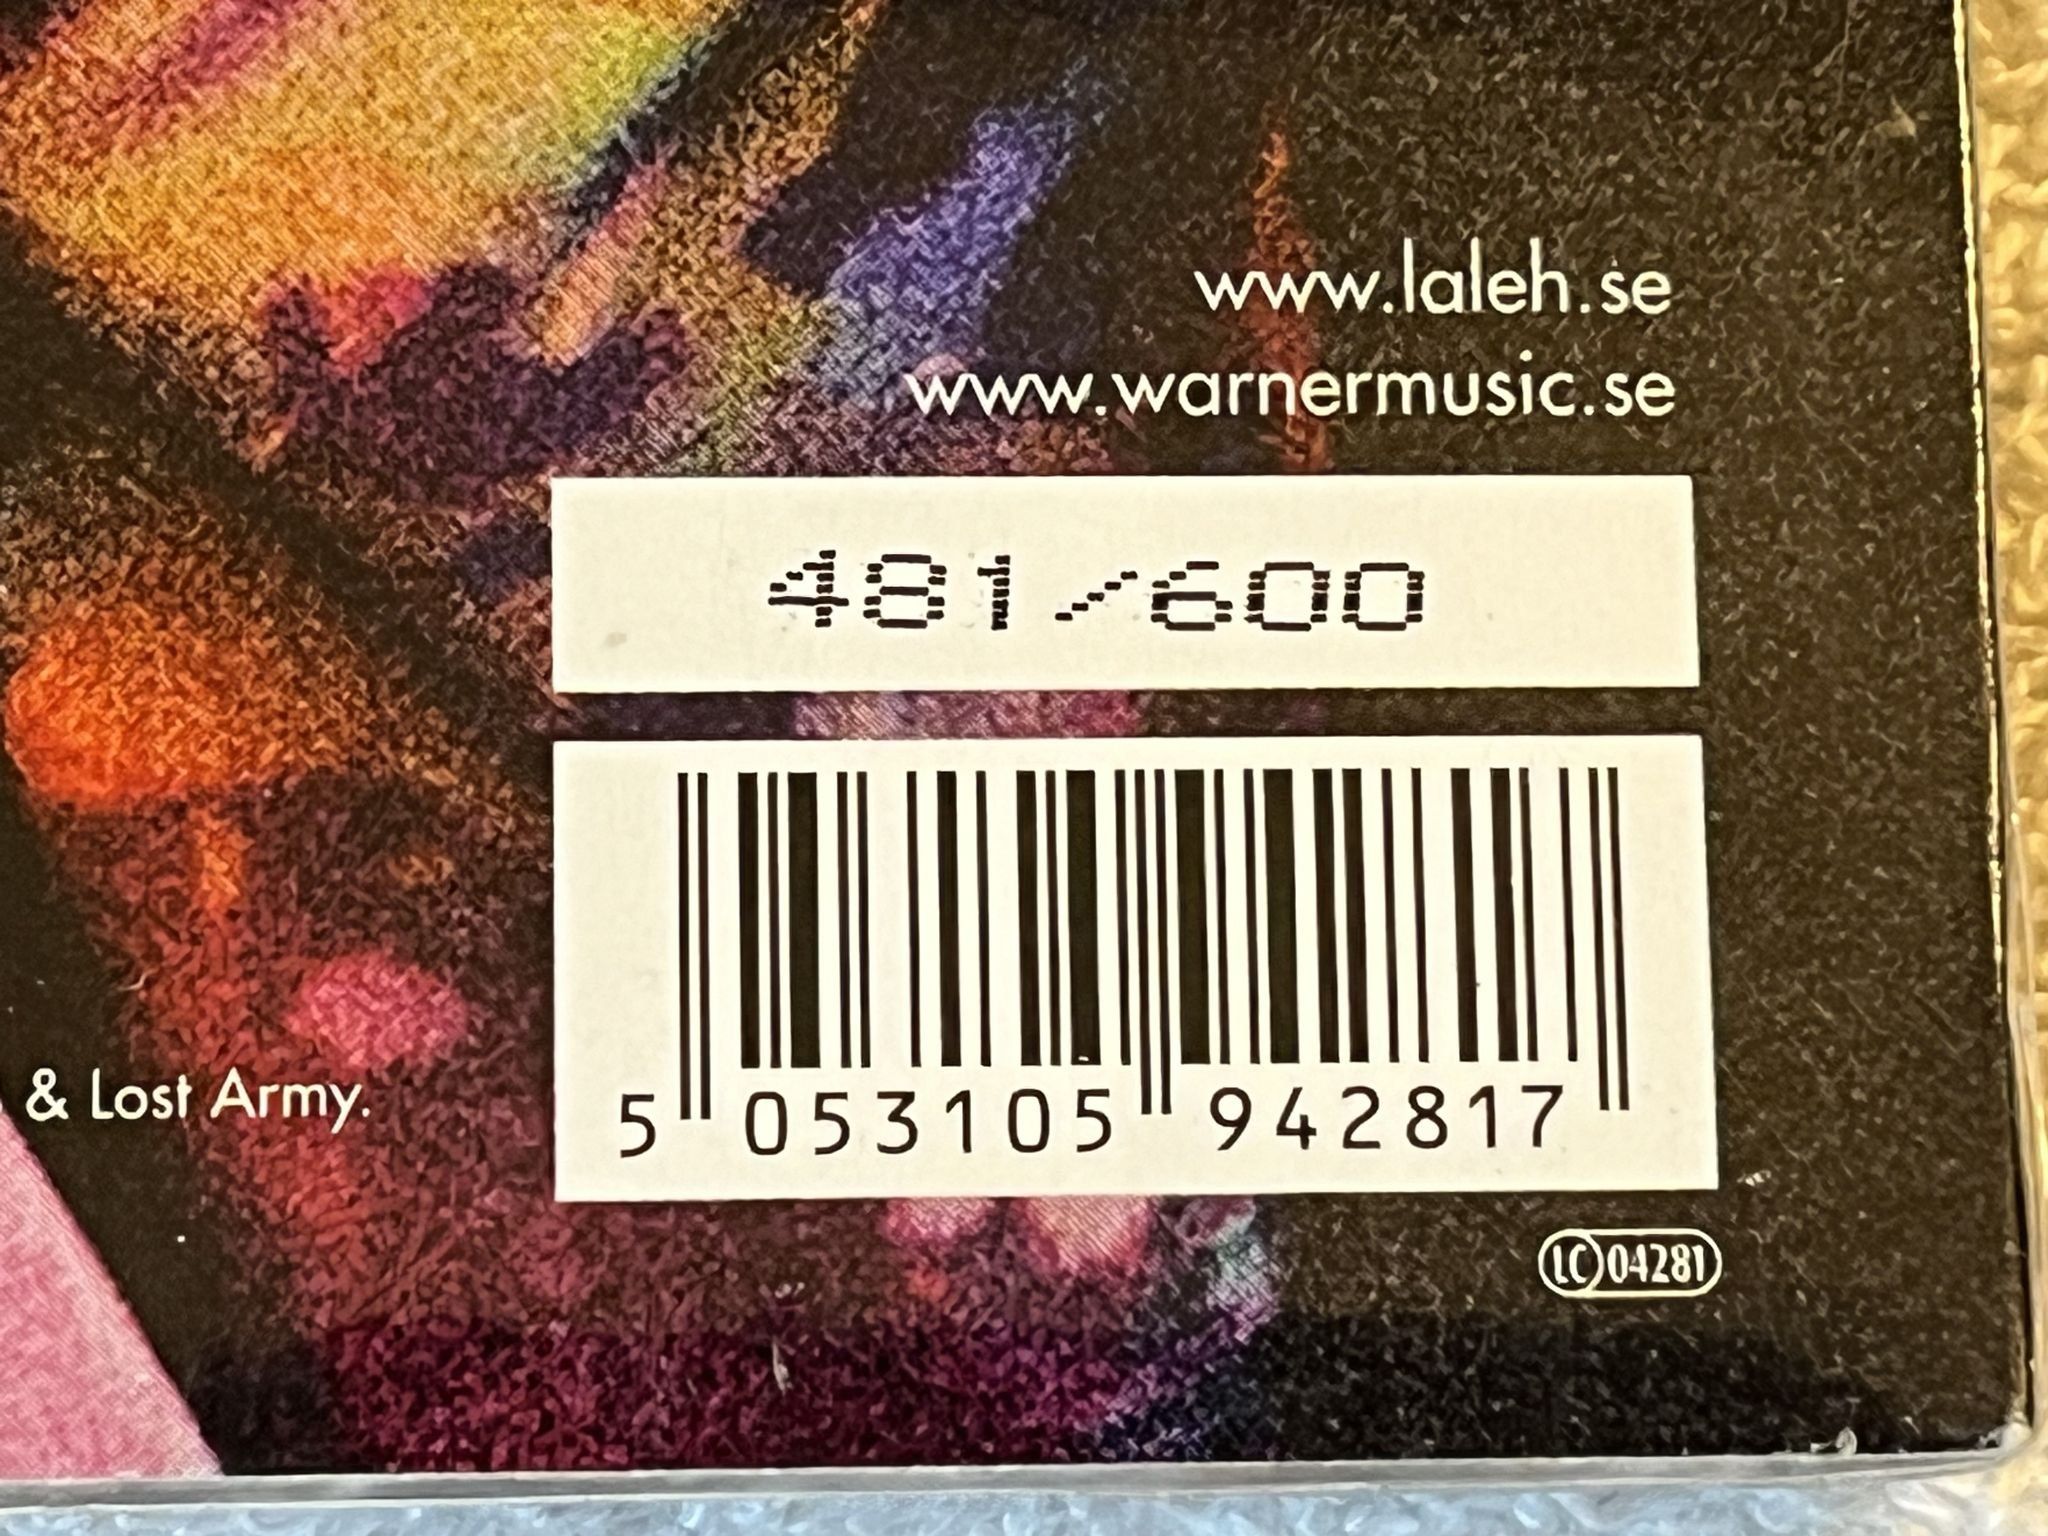 www.laleh.se
www.warnermusic.se
481/600
5 053105 942817
& Lost Army.
LC 04281